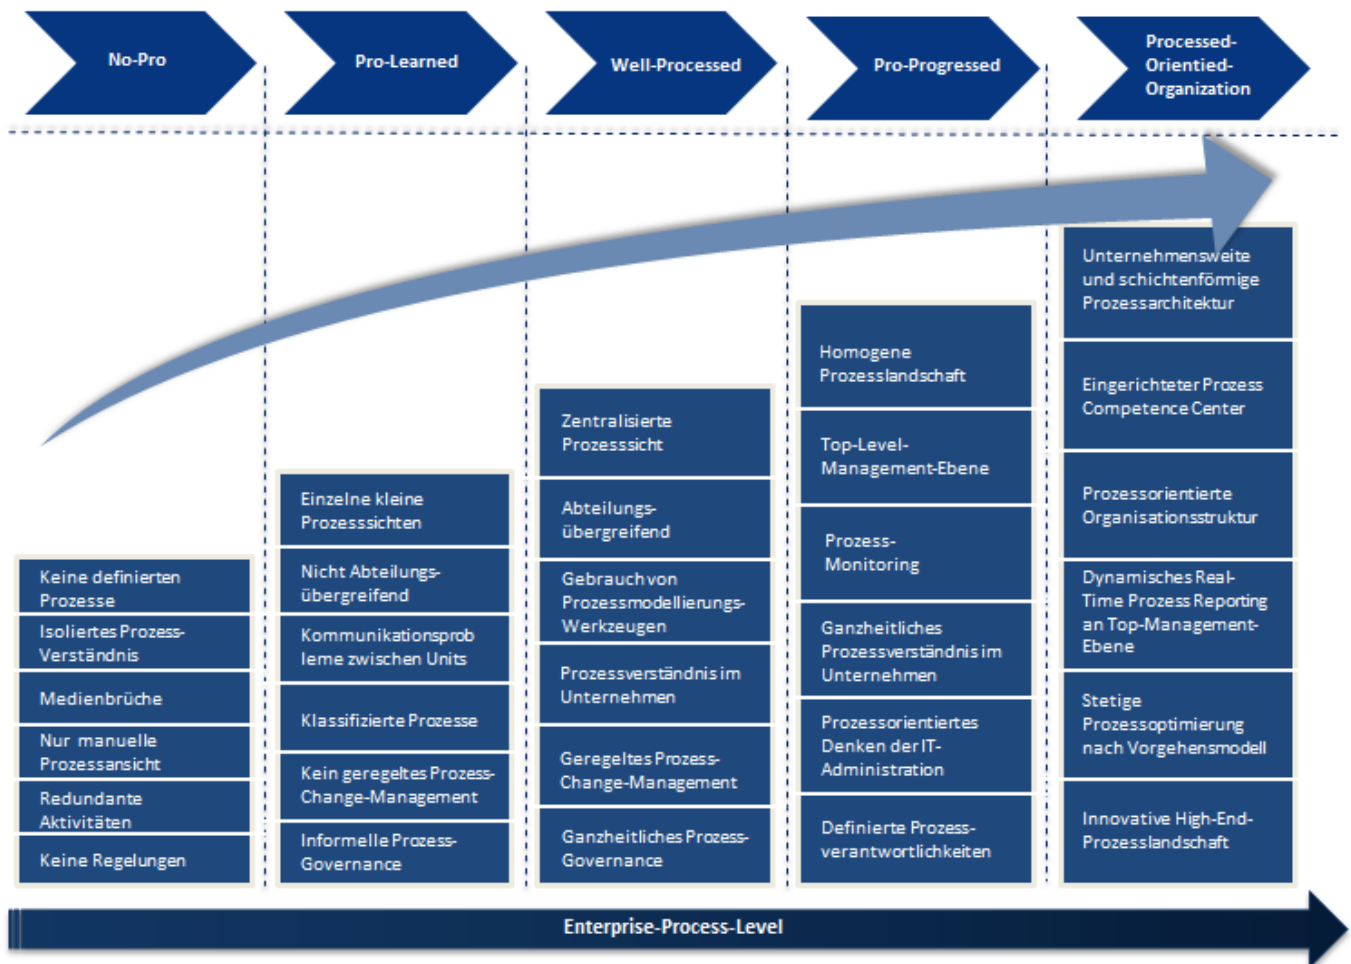 No-Pro
Pro-Learned
Well-Processed
Pro-Progressed
Processed-
Orientied-
Organization
Keine definierten
Prozesse
Isoliertes Prozess-
Verständnis
Medienbrüche
Nur manuelle
Prozessansicht
Redundante
Aktivitäten
Keine Regelungen
Einzelne kleine
Prozesssichten
Nicht Abteilungs-
übergreifend
Kommunikationsprob
leme zwischen Units
Klassifizierte Prozesse
Kein geregeltes Prozess-
Change-Management
Informelle Prozess-
Governance
Zentralisierte
Prozesssicht
Abteilungs-
übergreifend
Gebrauch von
Prozessmodellierungs-
Werkzeugen
Prozessverständnis im
Unternehmen
Geregeltes Prozess-
Change-Management
Ganzheitliches Prozess-
Governance
Homogene
Prozesslandschaft
Top-Level-
Management-Ebene
Prozess-
Monitoring
Ganzheitliches
Prozessverständnis im
Unternehmen
Prozessorientiertes
Denken der IT-
Administration
Definierte Prozess-
verantwortlichkeiten
Unternehmensweite
und schichtenförmige
Prozessarchitektur
Eingerichteter Prozess
Competence Center
Prozessorientierte
Organisationsstruktur
Dynamisches Real-
Time Prozess Reporting
an Top-Management-
Ebene
Stetige
Prozessoptimierung
nach Vorgehensmodell
Innovative High-End-
Prozesslandschaft
Enterprise-Process-Level